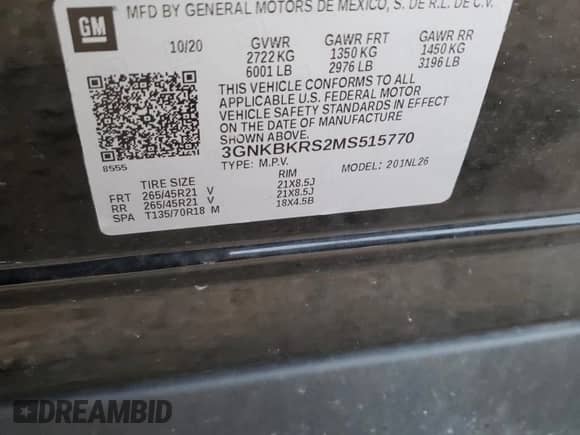 MFD BY GENERAL MOTORS DE MEXICO, S. DE R.L. DE C.V.
GM
10/20 GVWR GAWR FRT GAWR RR
2722 KG 1350 KG 1450 KG
6001 LB 2976 LB 3196 LB
THIS VEHICLE CONFORMS TO ALL
APPLICABLE U.S. FEDERAL MOTOR
VEHICLE SAFETY STANDARDS IN EFFECT
ON THE DATE OF MANUFACTURE
SHOWN ABOVE.
3GNKBKRS2MS515770
8555
TYPE: M.P.V. MODEL: 201NL26
TIRE SIZE RIM
FRT 265/45R21 V 21X8.5J
RR 265/45R21 V 21X8.5J
SPA T135/70R18 M 18X4.5B
DREAMBID